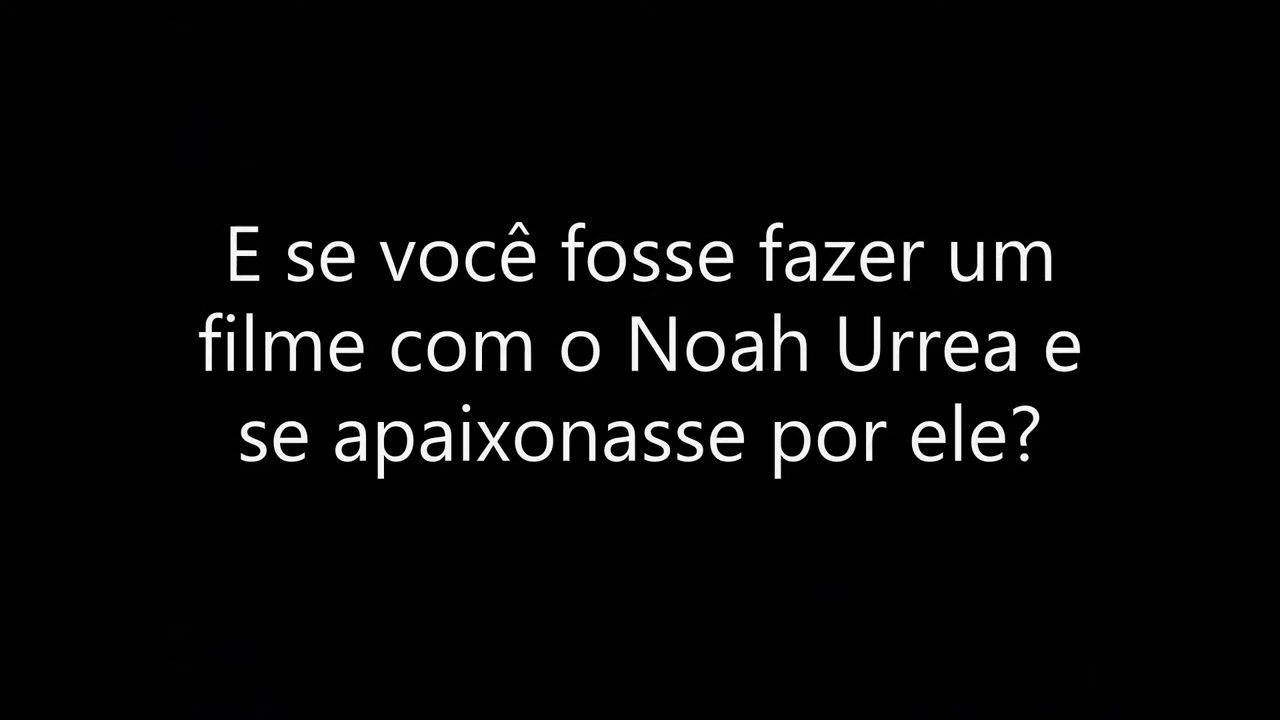 E se você fosse fazer um
filme com o Noah Urrea e
se apaixonasse por ele?